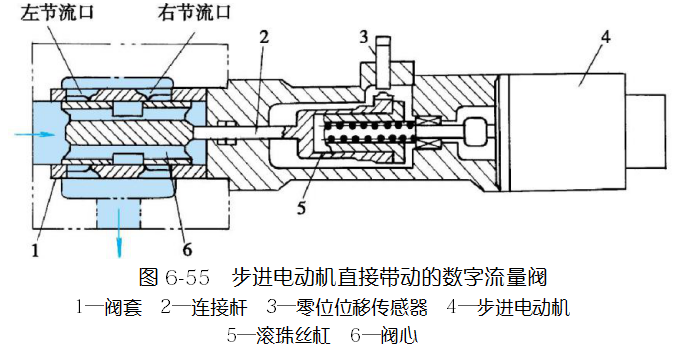 左节流口 右节流口
3 2 4
5
1 6
图 6-55 步进电动机直接带动的数字流量阀
1—阀套 2—连接杆 3—零位位移传感器 4—步进电动机
5—滚珠丝杠 6—阀心